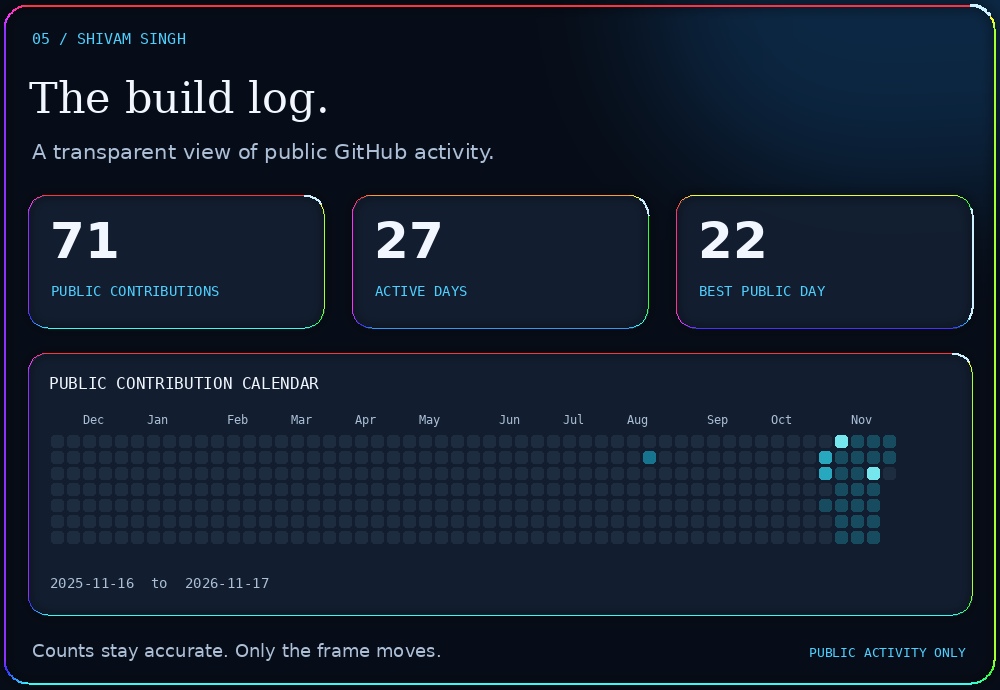 05 / SHIVAM SINGH
The build log.
A transparent view of public GitHub activity.
71
PUBLIC CONTRIBUTIONS
27
ACTIVE DAYS
22
BEST PUBLIC DAY
PUBLIC CONTRIBUTION CALENDAR
Dec Jan Feb Mar Apr May Jun Jul Aug Sep Oct Nov
2025-11-16 to 2026-11-17
Counts stay accurate. Only the frame moves.
PUBLIC ACTIVITY ONLY